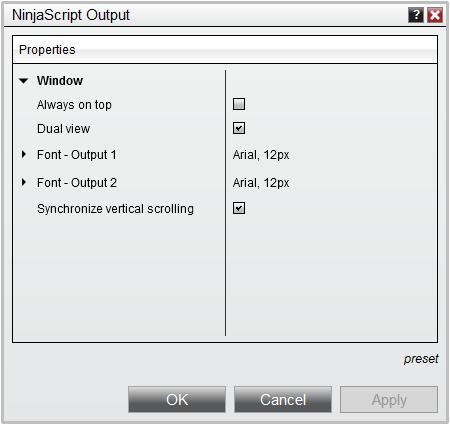 NinjaScript Output
?
Properties
Window
Always on top
Dual view
Font - Output 1 Arial, 12px
Font - Output 2 Arial, 12px
Synchronize vertical scrolling
preset
OK Cancel Apply